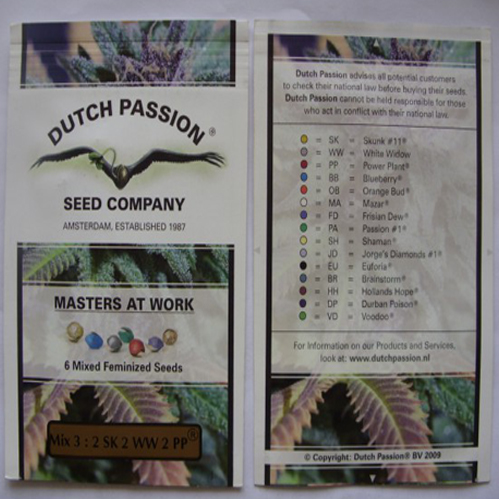 DUTCH PASSION®
SEED COMPANY
AMSTERDAM, ESTABLISHED 1987
MASTERS AT WORK
6 Mixed Feminized Seeds
Mix 3 : 2 SK 2 WW 2 PP®
Dutch Passion advises all potential customers
to check their national law before buying their seeds.
Dutch Passion cannot be held responsible for those
who act in conflict with their national law.
= SK = Skunk #11®
= WW = White Widow
= PP = Power Plant®
= BB = Blueberry®
= OB = Orange Bud®
= MA = Mazar®
= FD = Frisian Dew®
= PA = Passion #1®
= SH = Shaman®
= JD = Jorge's Diamonds #1®
= EU = Euforia®
= BR = Brainstorm®
= HH = Hollands Hope®
= DP = Durban Poison®
= VD = Voodoo®
For Information on our Products and Services,
look at: www.dutchpassion.nl
© Copyright: Dutch Passion® BV 2009